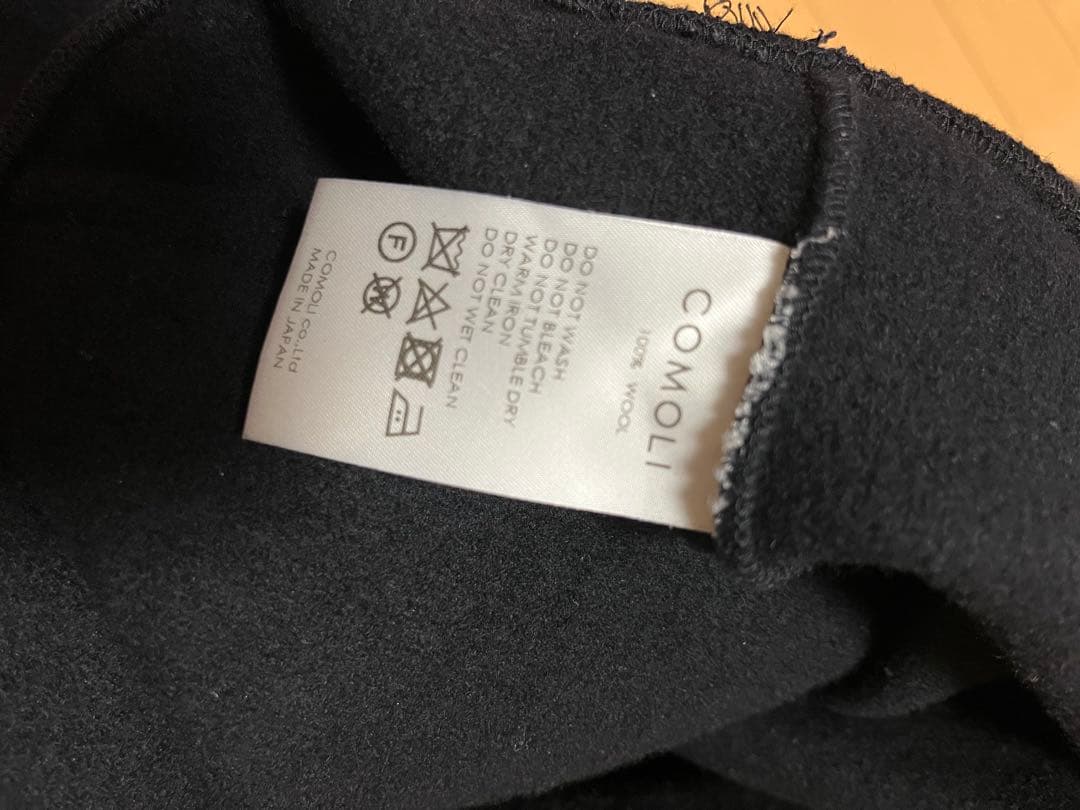 COMOLI
100% WOOL
DO NOT WASH
DO NOT BLEACH
DO NOT TUMBLE DRY
WARM IRON
DRY CLEAN
DO NOT WET CLEAN
F
W
COMOLI CO.,Ltd
MADE IN JAPAN